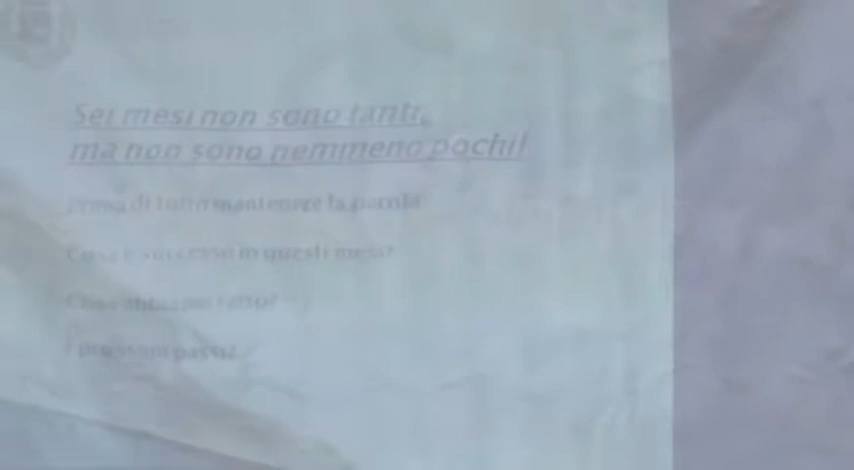 Sei mesi non sono tanti,
ma non sono nemmeno pochi!
Prima di tutto mantenere la parola
Cosa è successo in questi mesi?
Cosa abbiamo fatto?
I prossimi passi?